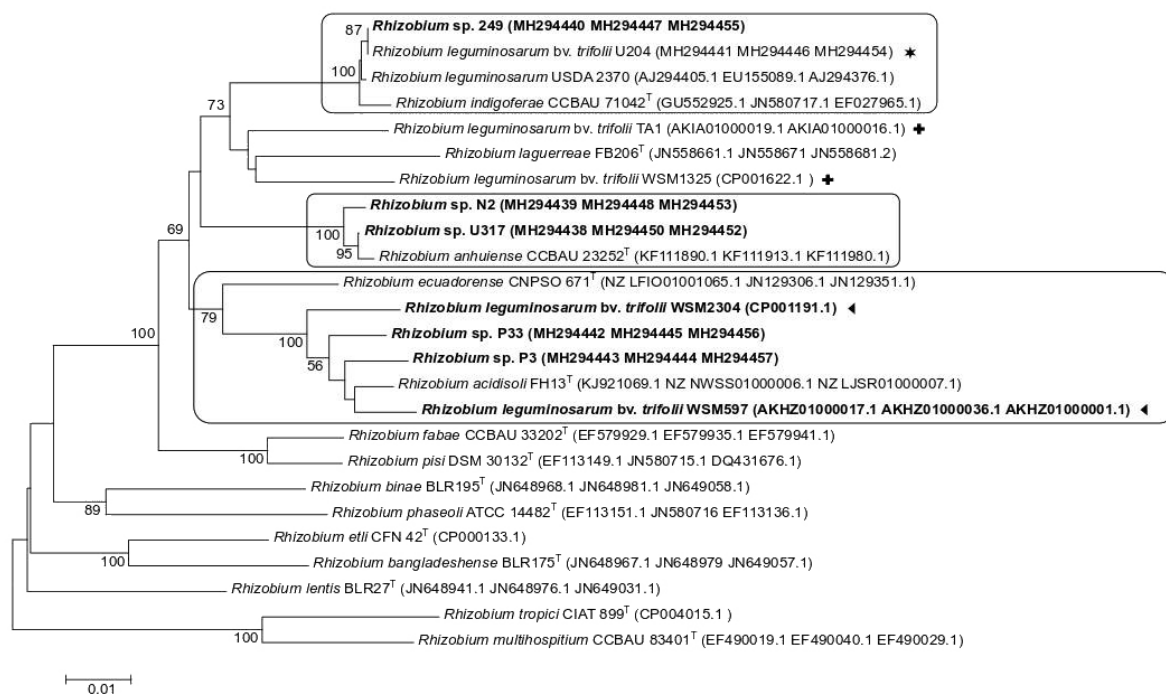 87
Rhizobium sp. 249 (MH294440 MH294447 MH294455)
Rhizobium leguminosarum bv. trifolii U204 (MH294441 MH294446 MH294454)
100
Rhizobium leguminosarum USDA 2370 (AJ294405.1 EU155089.1 AJ294376.1)
Rhizobium indigoferae CCBAU 71042T (GU552925.1 JN580717.1 EF027965.1)
73
Rhizobium leguminosarum bv. trifolii TA1 (AKIA01000019.1 AKIA01000016.1)
Rhizobium laguerreae FB206T (JN558661.1 JN558671 JN558681.2)
Rhizobium leguminosarum bv. trifolii WSM1325 (CP001622.1 )
Rhizobium sp. N2 (MH294439 MH294448 MH294453)
69
100
Rhizobium sp. U317 (MH294438 MH294450 MH294452)
95
Rhizobium anhuiense CCBAU 23252T (KF111890.1 KF111913.1 KF111980.1)
Rhizobium ecuadorense CNPSO 671T (NZ LFIO01001065.1 JN129306.1 JN129351.1)
79
Rhizobium leguminosarum bv. trifolii WSM2304 (CP001191.1)
100
100
Rhizobium sp. P33 (MH294442 MH294445 MH294456)
56
Rhizobium sp. P3 (MH294443 MH294444 MH294457)
Rhizobium acidisoli FH13T (KJ921069.1 NZ NWSS01000006.1 NZ LJSR01000007.1)
Rhizobium leguminosarum bv. trifolii WSM597 (AKHZ01000017.1 AKHZ01000036.1 AKHZ01000001.1)
Rhizobium fabae CCBAU 33202T (EF579929.1 EF579935.1 EF579941.1)
100
Rhizobium pisi DSM 30132T (EF113149.1 JN580715.1 DQ431676.1)
Rhizobium binae BLR195T (JN648968.1 JN648981.1 JN649058.1)
89
Rhizobium phaseoli ATCC 14482T (EF113151.1 JN580716 EF113136.1)
Rhizobium etli CFN 42T (CP000133.1)
100
Rhizobium bangladeshense BLR175T (JN648967.1 JN648979 JN649057.1)
Rhizobium lentis BLR27T (JN648941.1 JN648976.1 JN649031.1)
Rhizobium tropici CIAT 899T (CP004015.1 )
100
Rhizobium multihospitium CCBAU 83401T (EF490019.1 EF490040.1 EF490029.1)
0.01